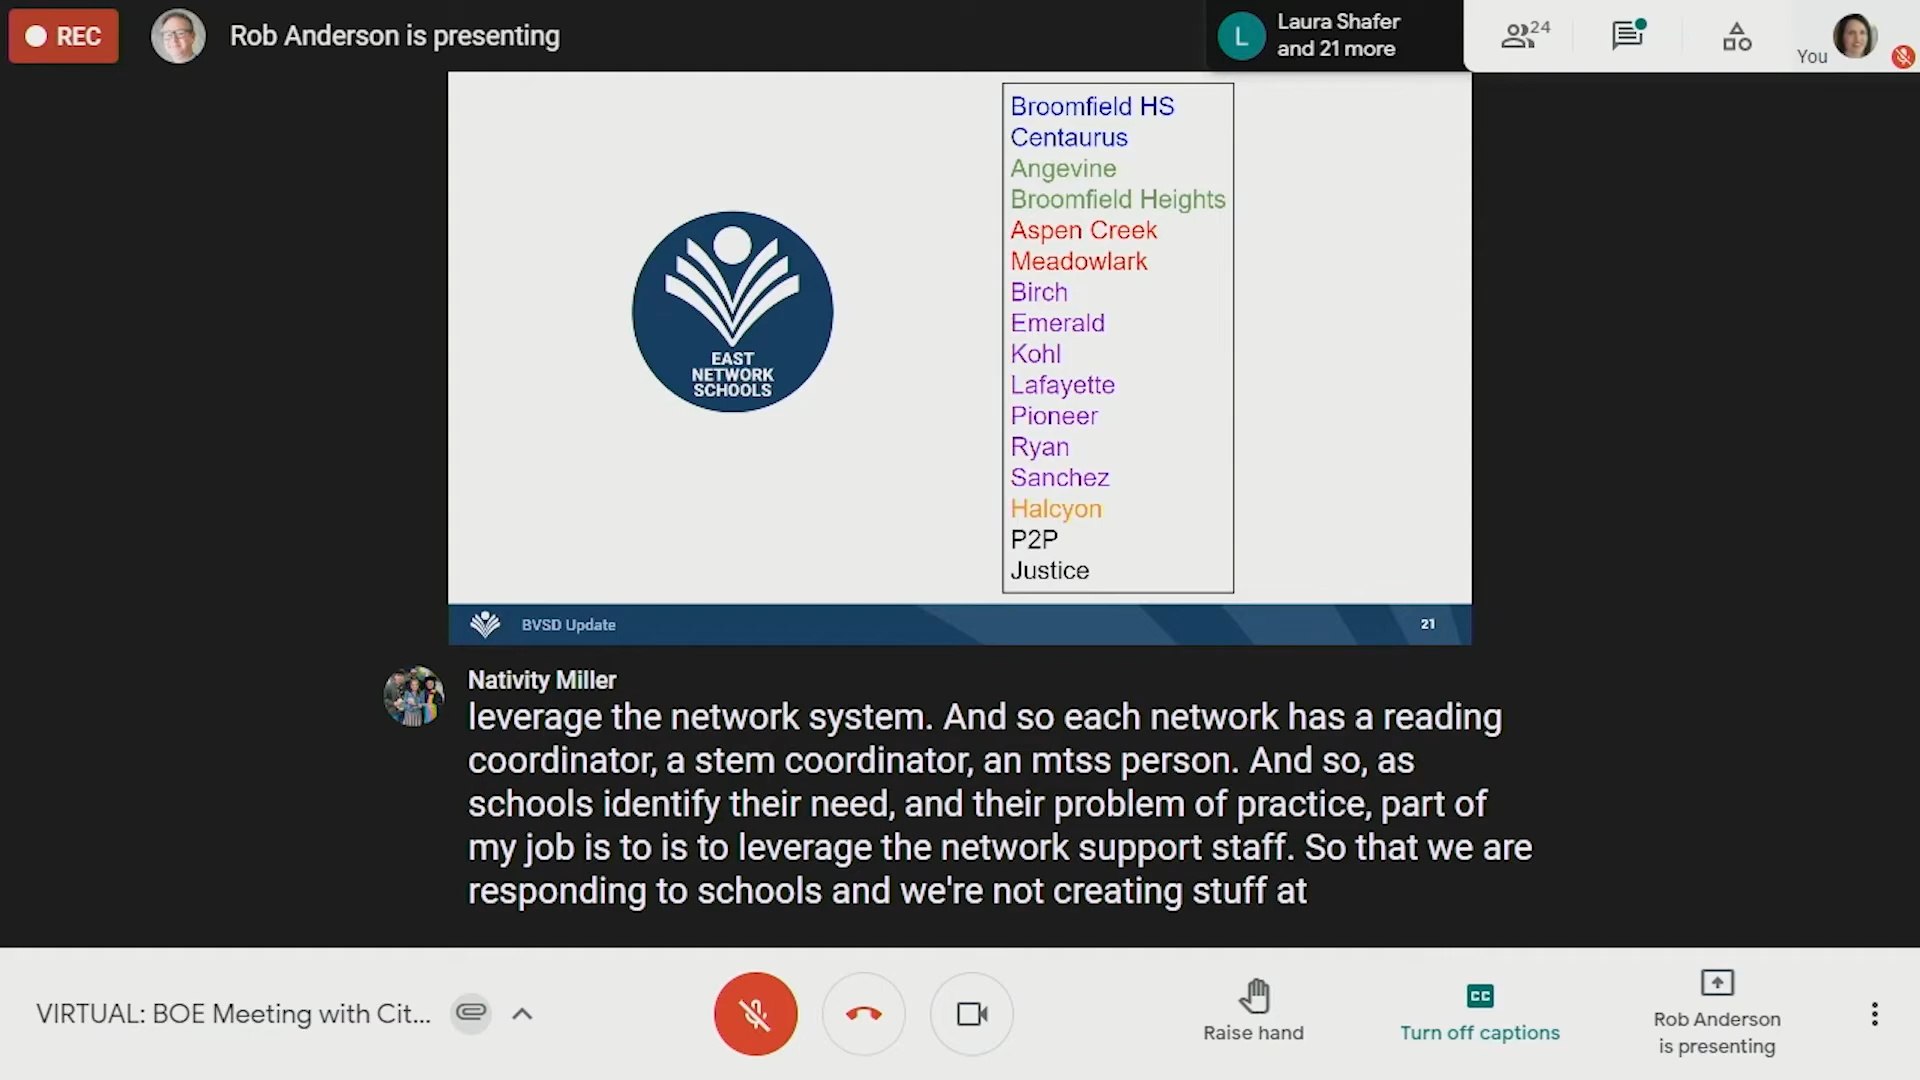 REC
Rob Anderson is presenting
L
Laura Shafer
and 21 more
24
You
Broomfield HS
Centaurus
Angevine
Broomfield Heights
Aspen Creek
Meadowlark
Birch
Emerald
Kohl
Lafayette
Pioneer
Ryan
Sanchez
Halcyon
P2P
Justice
EAST
NETWORK
SCHOOLS
BVSD Update
21
Nativity Miller
leverage the network system. And so each network has a reading
coordinator, a stem coordinator, an mtss person. And so, as
schools identify their need, and their problem of practice, part of
my job is to is to leverage the network support staff. So that we are
responding to schools and we're not creating stuff at
VIRTUAL: BOE Meeting with Cit...
Raise hand
CC
Turn off captions
Rob Anderson
is presenting